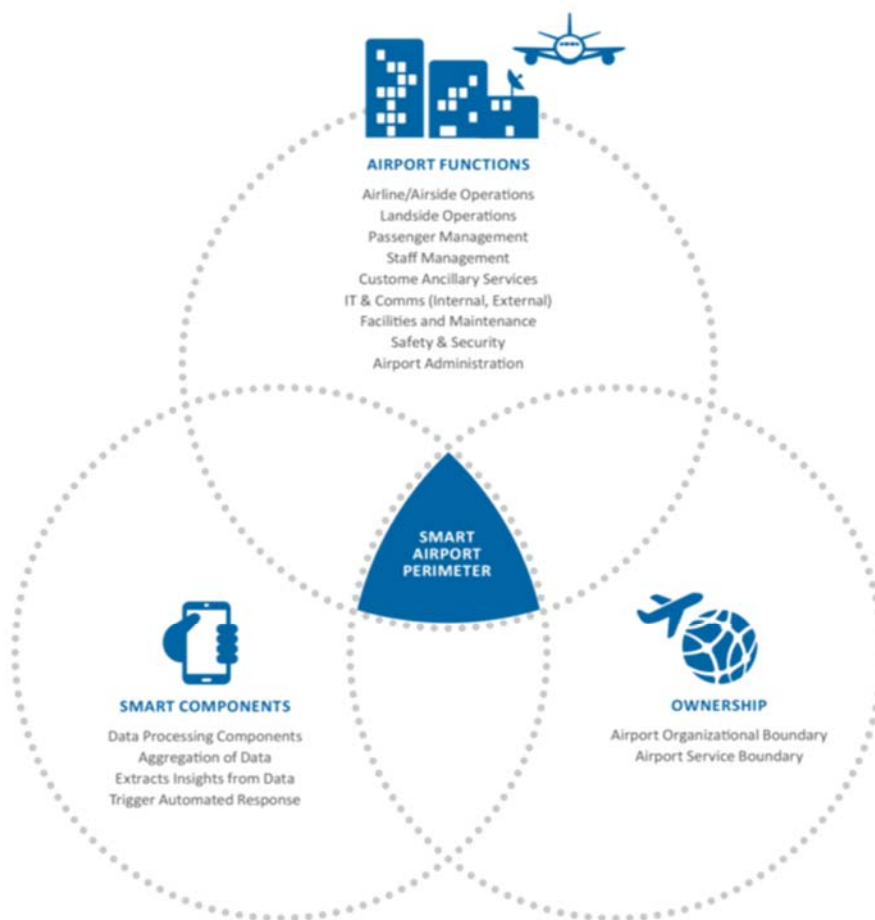 AIRPORT FUNCTIONS
Airline/Airside Operations
Landside Operations
Passenger Management
Staff Management
Custome Ancillary Services
IT & Comms (Internal, External)
Facilities and Maintenance
Safety & Security
Airport Administration
SMART
AIRPORT
PERIMETER
SMART COMPONENTS
Data Processing Components
Aggregation of Data
Extracts Insights from Data
Trigger Automated Response
OWNERSHIP
Airport Organizational Boundary
Airport Service Boundary